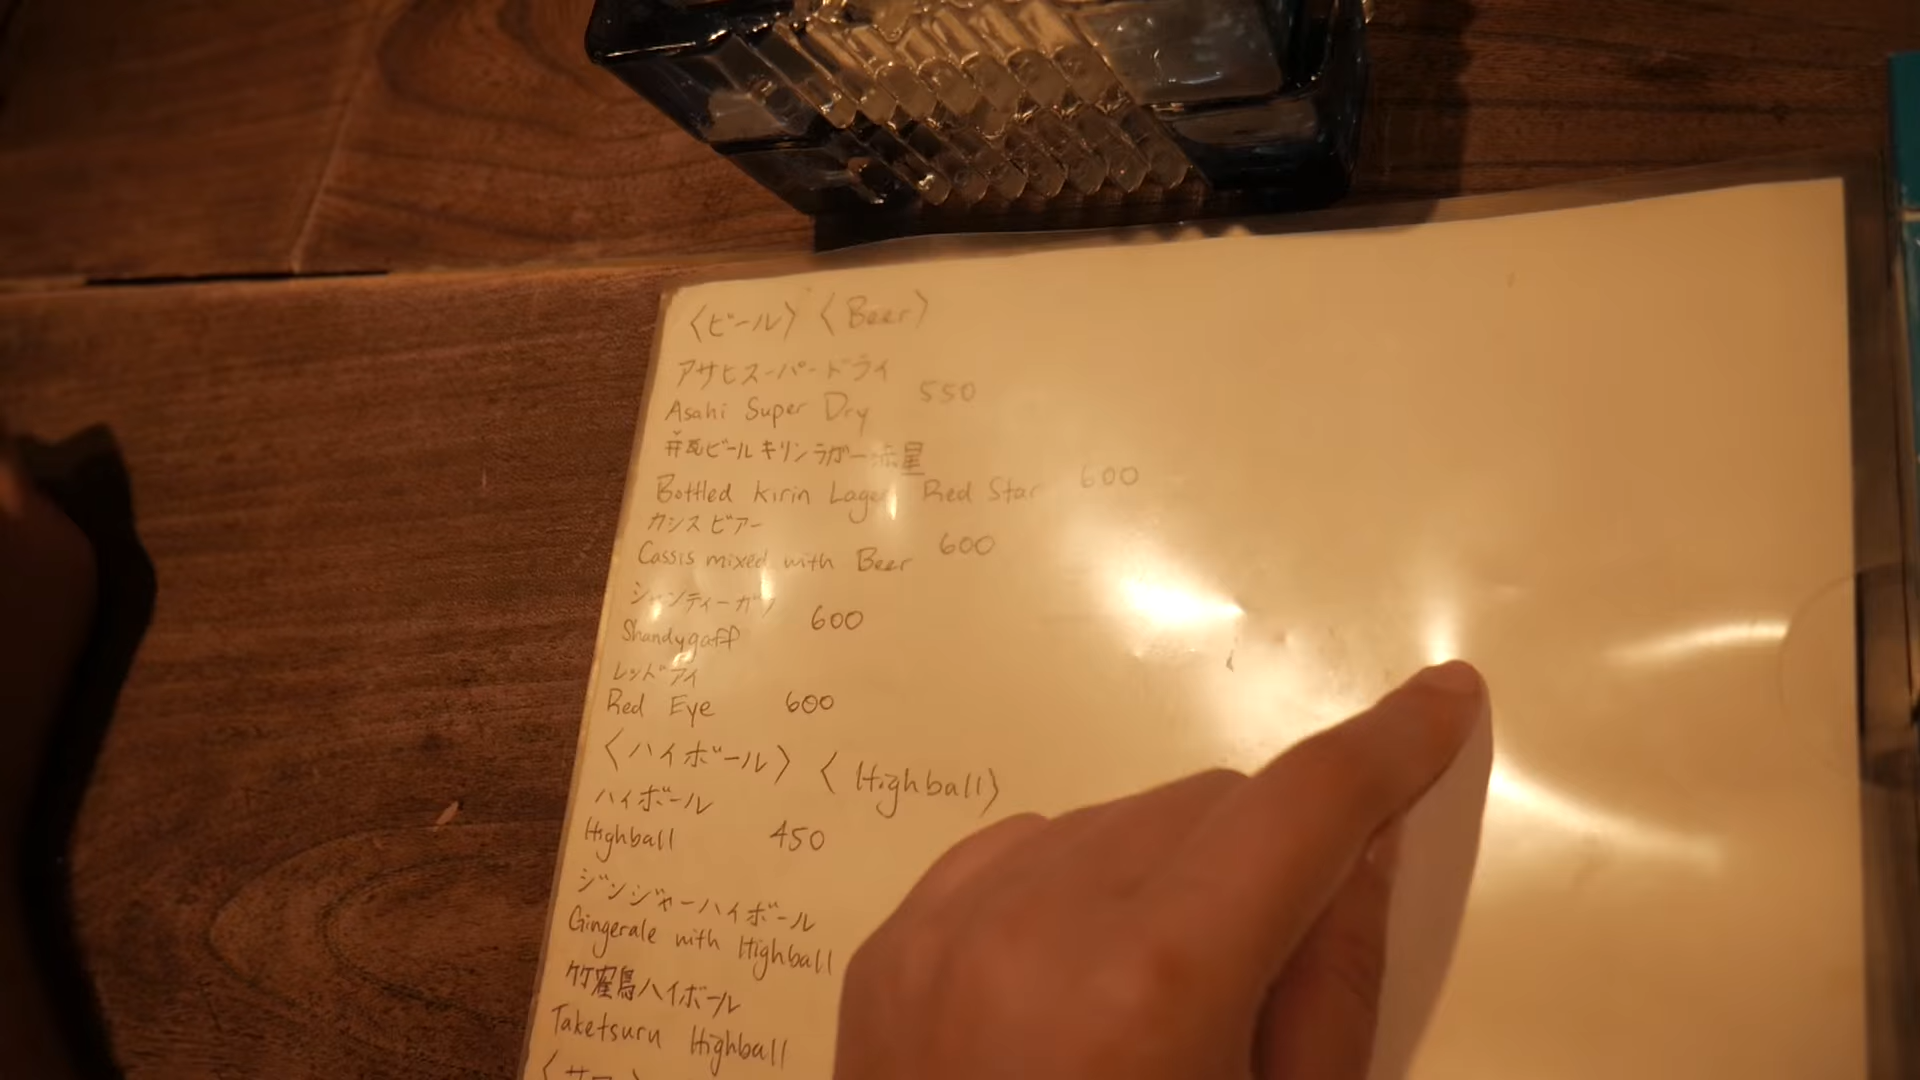 〈ビール〉〈Beer〉
アサヒスーパードライ
Asahi Super Dry 550
ビールキリンラガー
Bottled Kirin Lager Red Star 600
カシスビアー
Cassis mixed with Beer 600
シャンディーガフ
Shandygaff 600
レッドアイ
Red Eye 600
〈ハイボール〉〈Highball〉
ハイボール
Highball 450
ジンジャーハイボール
Gingerale with Highball
ハイボール
Taketsuru Highball